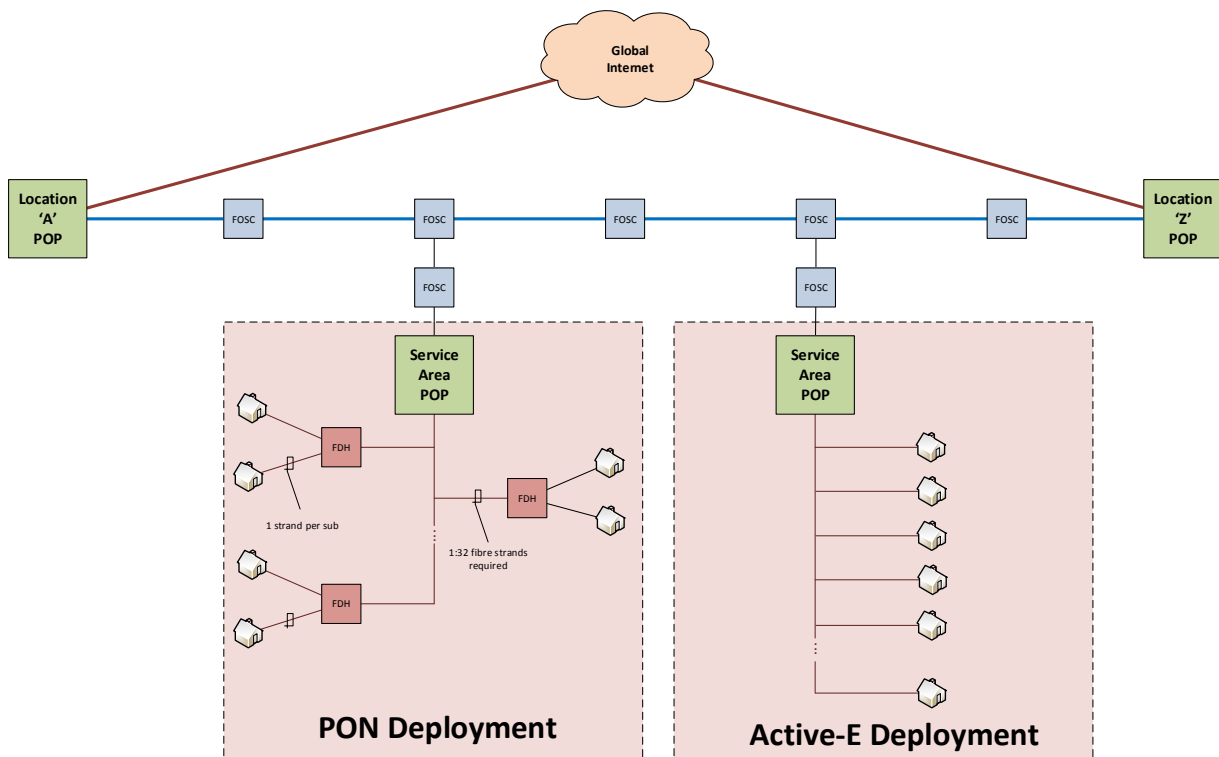 Global
Internet
Location
‘A’
POP
FOSC
FOSC
FOSC
FOSC
FOSC
Location
‘Z’
POP
FOSC
FOSC
Service
Area
POP
Service
Area
POP
FDH
FDH
1 strand per sub
1:32 fibre strands
required
FDH
PON Deployment
Active-E Deployment